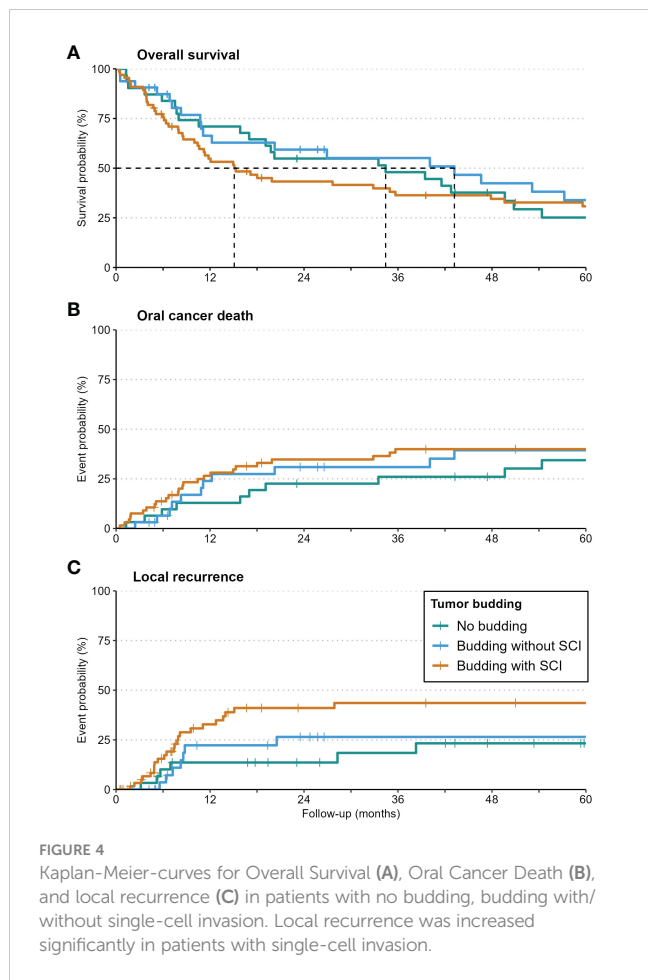 A
Overall survival
100
75
50
25
0
Survival probability (%)
0 12 24 36 48 60
B
Oral cancer death
100
75
50
25
0
Event probability (%)
0 12 24 36 48 60
C
Local recurrence
100
75
50
25
0
Event probability (%)
Tumor budding
No budding
Budding without SCI
Budding with SCI
0 12 24 36 48 60
Follow-up (months)
FIGURE 4
Kaplan-Meier-curves for Overall Survival (A), Oral Cancer Death (B),
and local recurrence (C) in patients with no budding, budding with/
without single-cell invasion. Local recurrence was increased
significantly in patients with single-cell invasion.